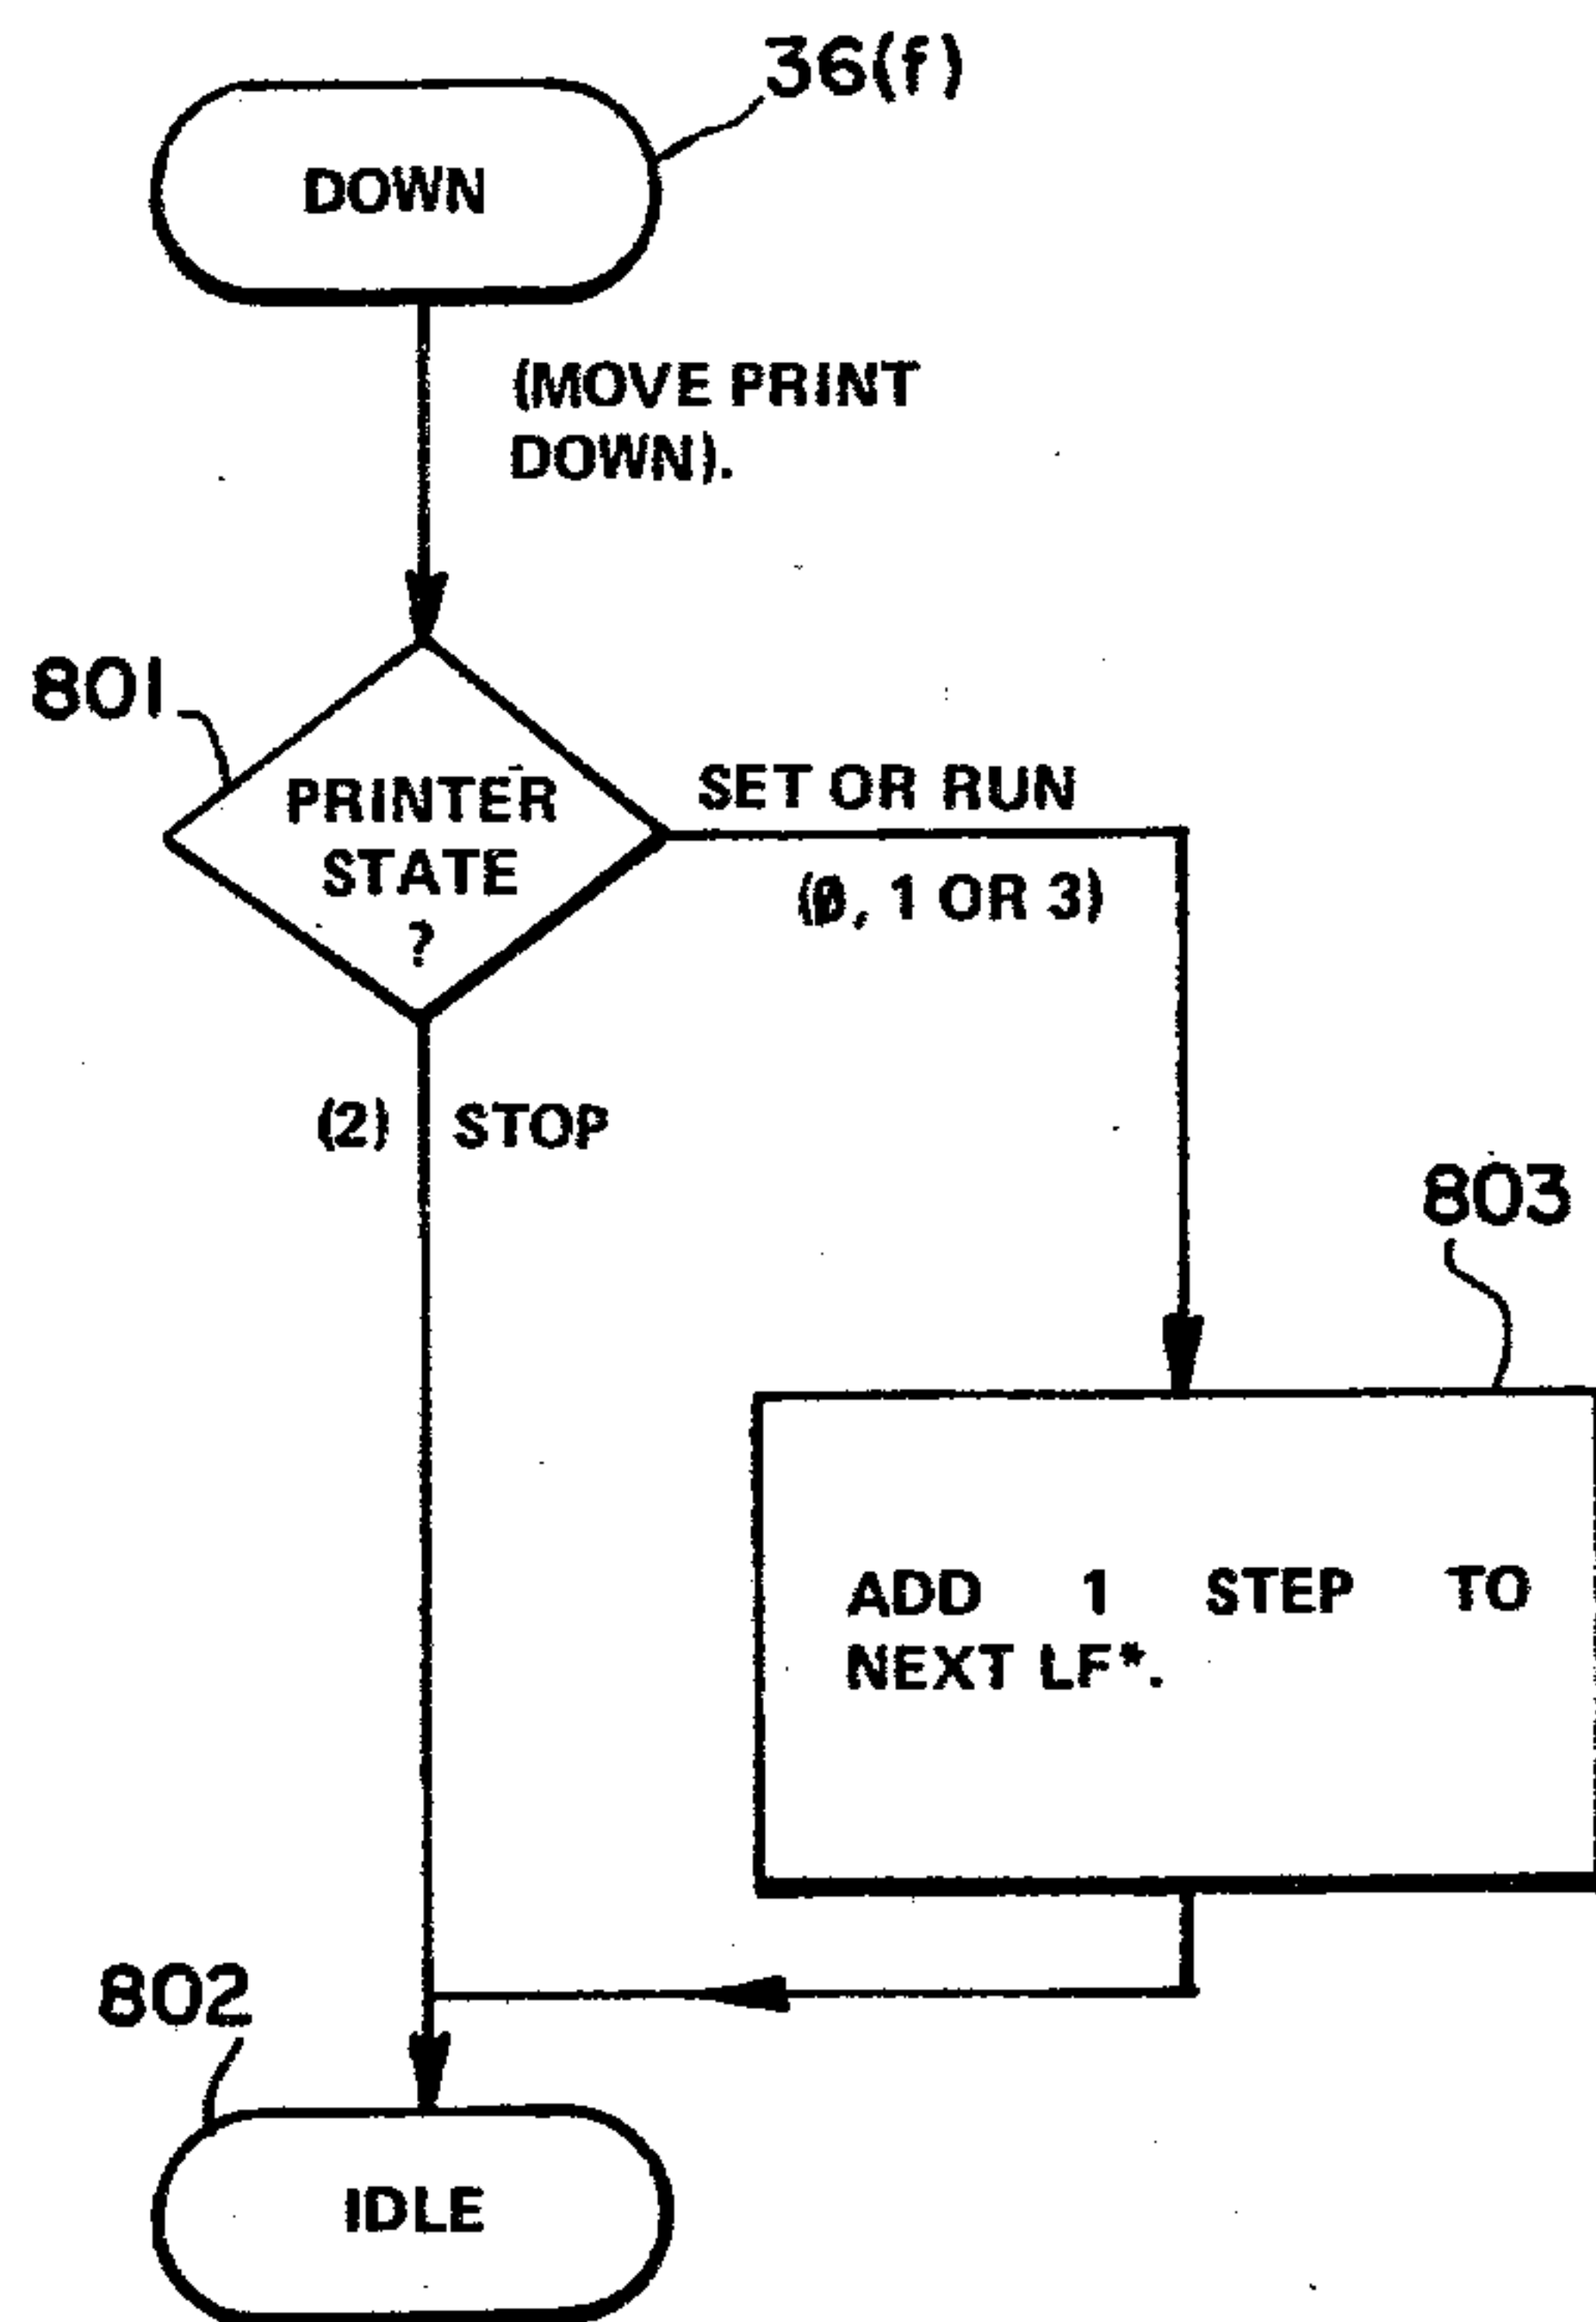 36(f)
DOWN
(MOVE PRINT
DOWN).
801
PRINTER
STATE
?
SET OR RUN
(0, 1 OR 3)
(2) STOP
803
ADD 1 STEP TO
NEXT LF*.
802
IDLE